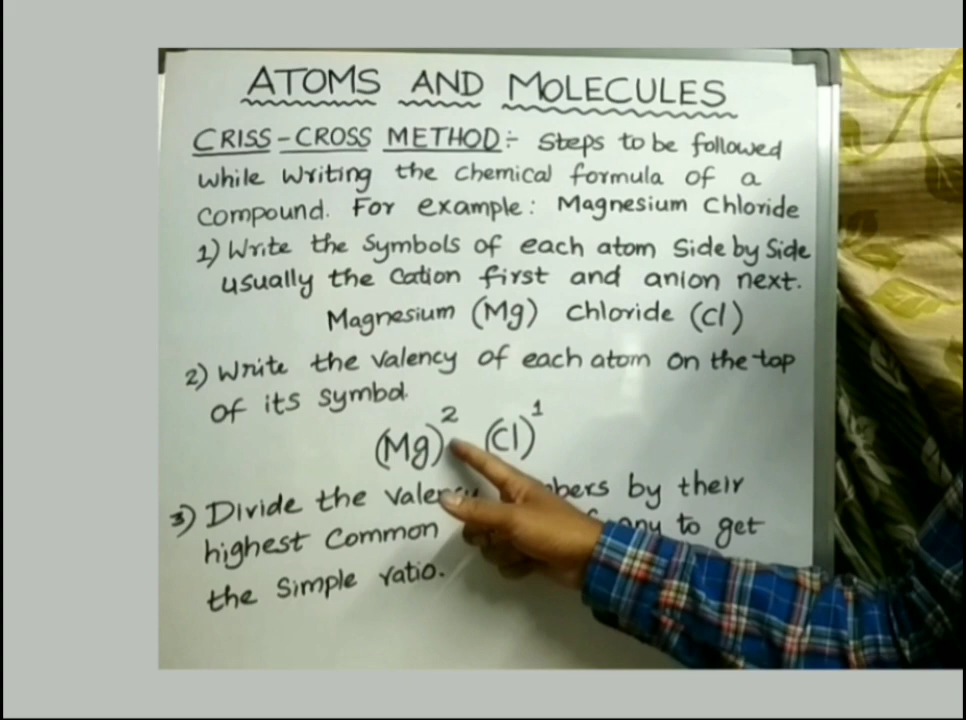 ATOMS AND MOLECULES
CRISS-CROSS METHOD:- Steps to be followed
while writing the chemical formula of a
compound. For example: Magnesium Chloride
1) Write the symbols of each atom side by side
usually the cation first and anion next.
Magnesium (Mg) chloride (Cl)
2) Write the valency of each atom on the top
of its symbol.
(Mg)² (Cl)¹
3) Divide the by their
highest common any to get
the simple ratio.